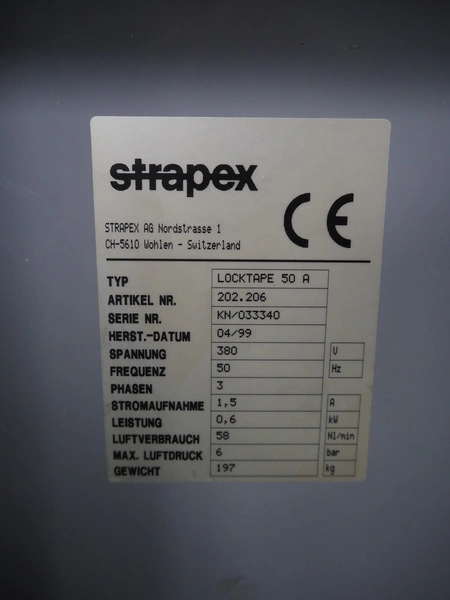 strapex
CE
STRAPEX AG Nordstrasse 1
CH-5610 Wohlen - Switzerland
TYP LOCKTAPE 50 A
ARTIKEL NR. 202.206
SERIE NR. KN/033340
HERST.-DATUM 04/99
SPANNUNG 380 V
FREQUENZ 50 Hz
PHASEN 3
STROMAUFNAHME 1,5 A
LEISTUNG 0,6 kW
LUFTVERBRAUCH 58 Nl/min
MAX. LUFTDRUCK 6 bar
GEWICHT 197 kg